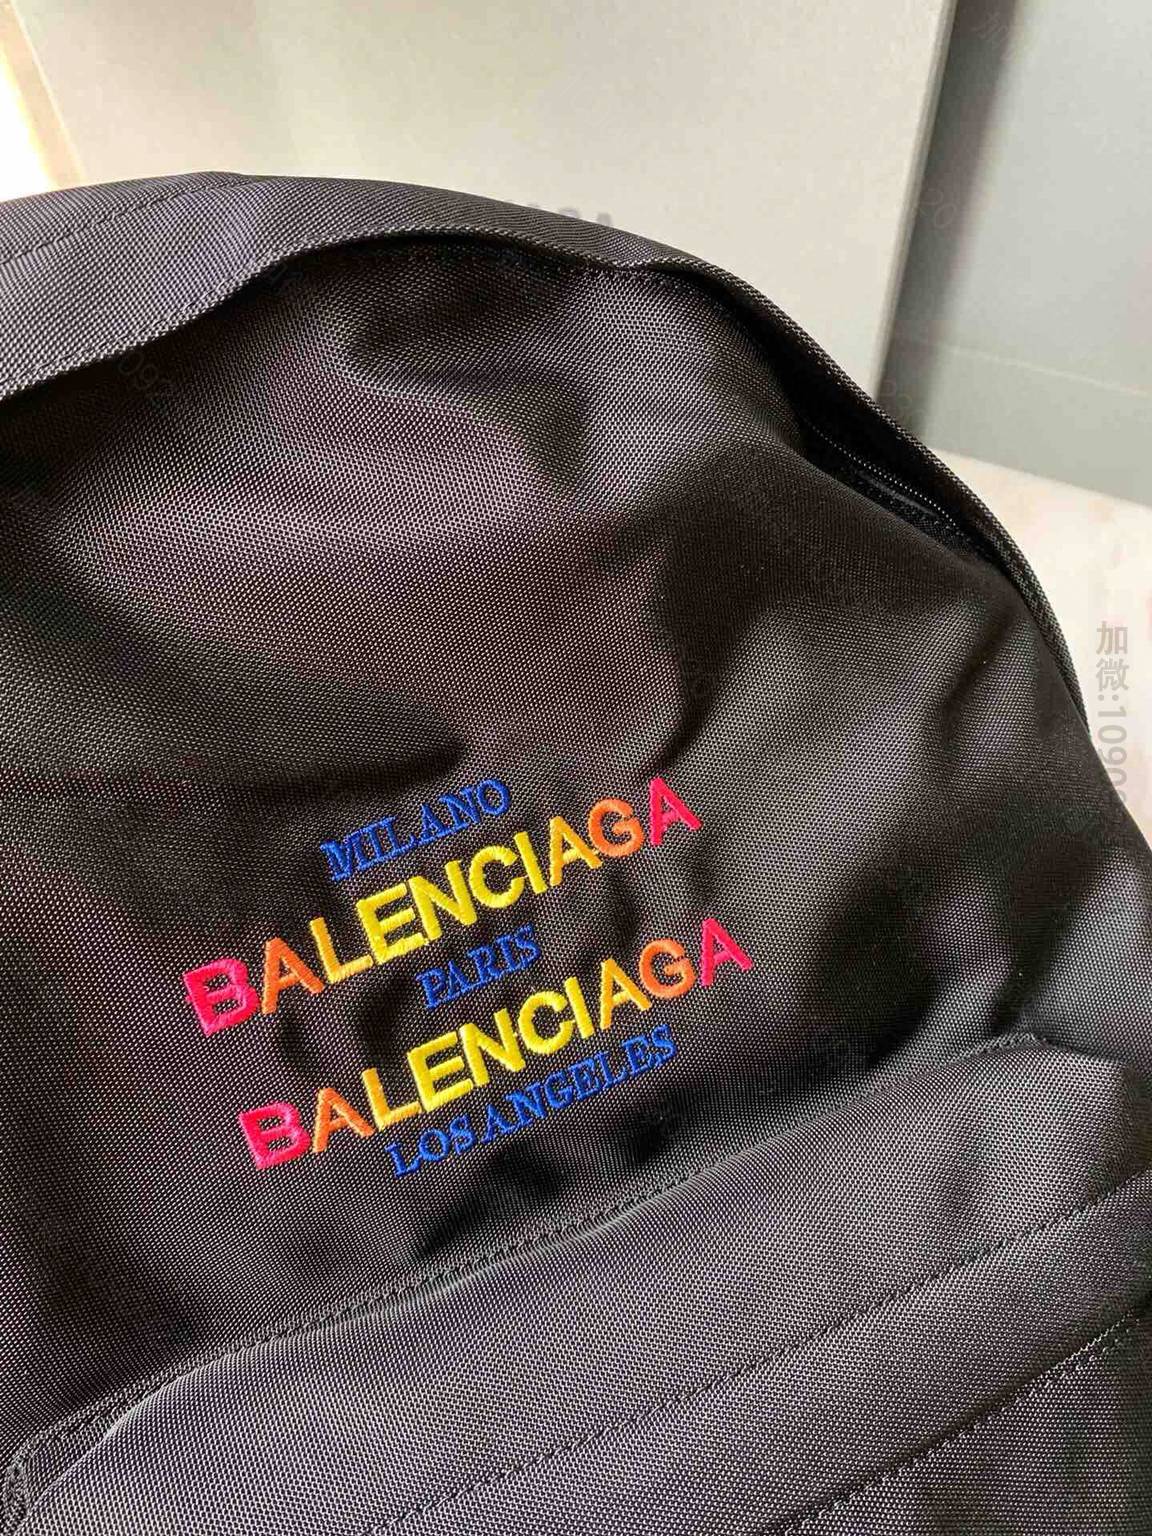 MILANO
BALENCIAGA
PARIS
BALENCIAGA
LOS ANGELES
加微:1090